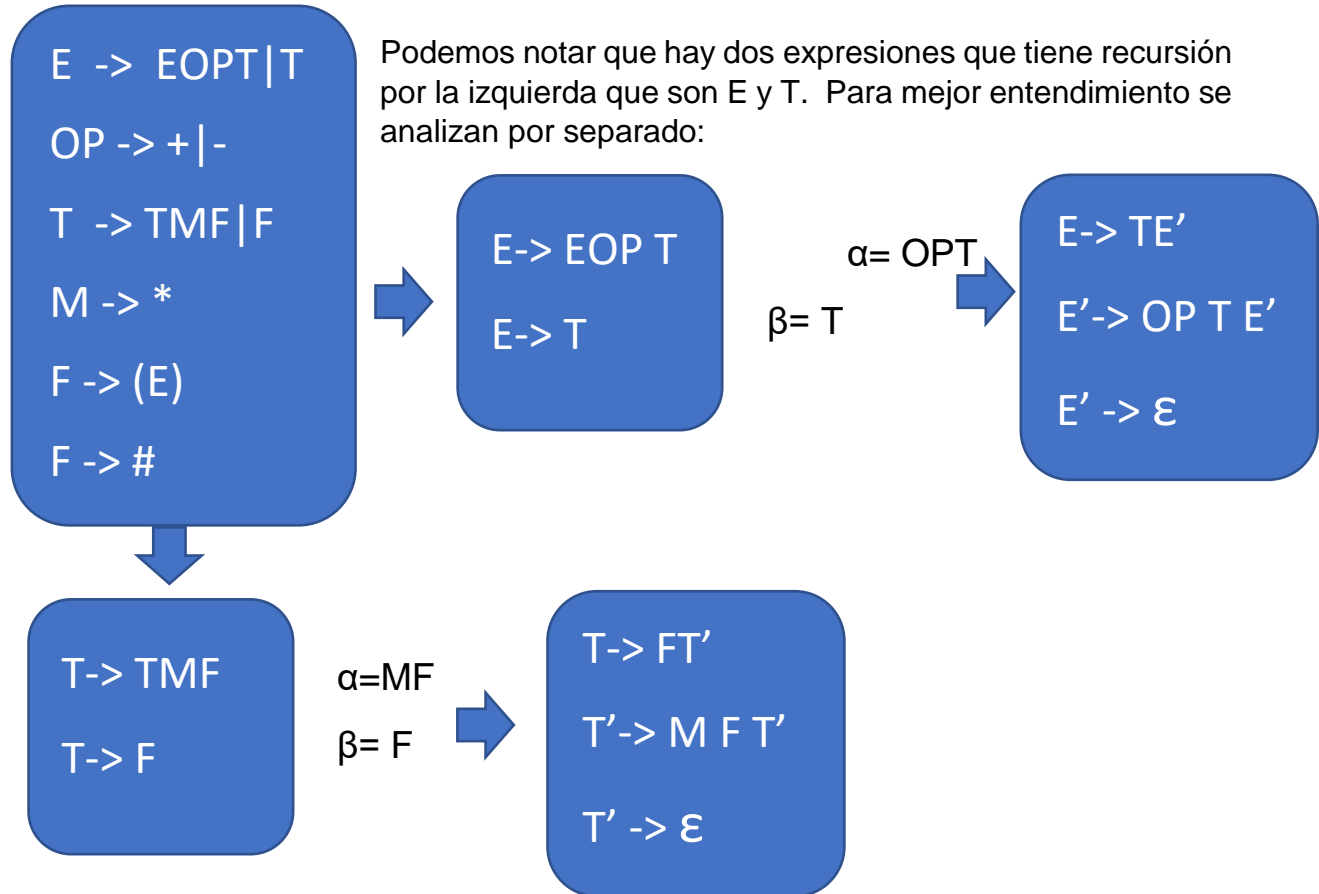 E -> EOPT|T
OP -> +|-
T -> TMF|F
M -> *
F -> (E)
F -> #
Podemos notar que hay dos expresiones que tiene recursión
por la izquierda que son E y T. Para mejor entendimiento se
analizan por separado:
E-> EOP T
E-> T
α= OPT
β= T
E-> TE’
E’-> OP T E’
E’ -> ε
T-> TMF
T-> F
α=MF
β= F
T-> FT’
T’-> M F T’
T’ -> ε